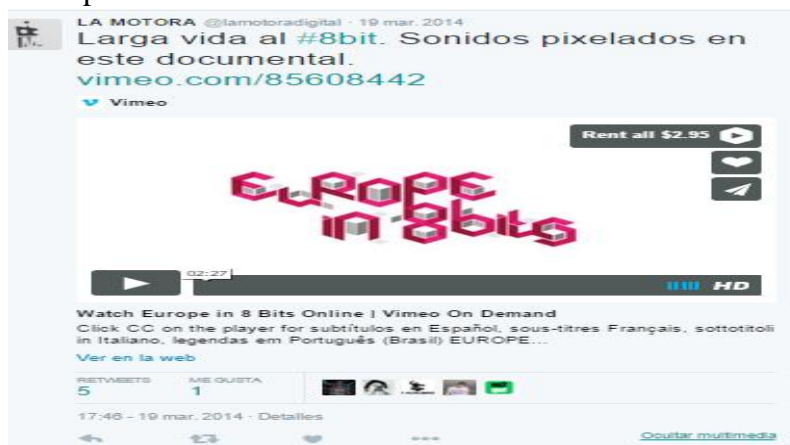 LA MOTORA @lamotoradigital · 19 mar. 2014
Larga vida al #8bit. Sonidos pixelados en
este documental.
vimeo.com/85608442
Vimeo
Rent all $2.95
EUROPE
in 8bits
02:27
HD
Watch Europe in 8 Bits Online | Vimeo On Demand
Click CC on the player for subtítulos en Español, sous-titres Français, sottotitoli
in Italiano, legendas em Português (Brasil) EUROPE...
Ver en la web
RETWEETS ME GUSTA
5 1
17:46 - 19 mar. 2014 · Detalles
Ocultar multimedia